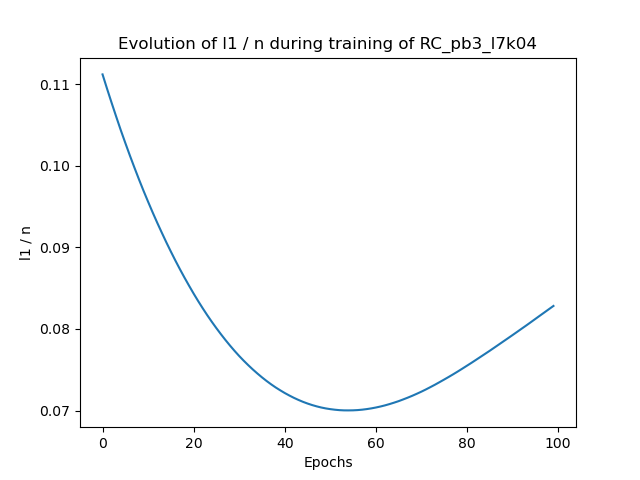 Evolution of l1 / n during training of RC_pb3_l7k04
0.11
0.10
0.09
0.08
0.07
l1 / n
0 20 40 60 80 100
Epochs